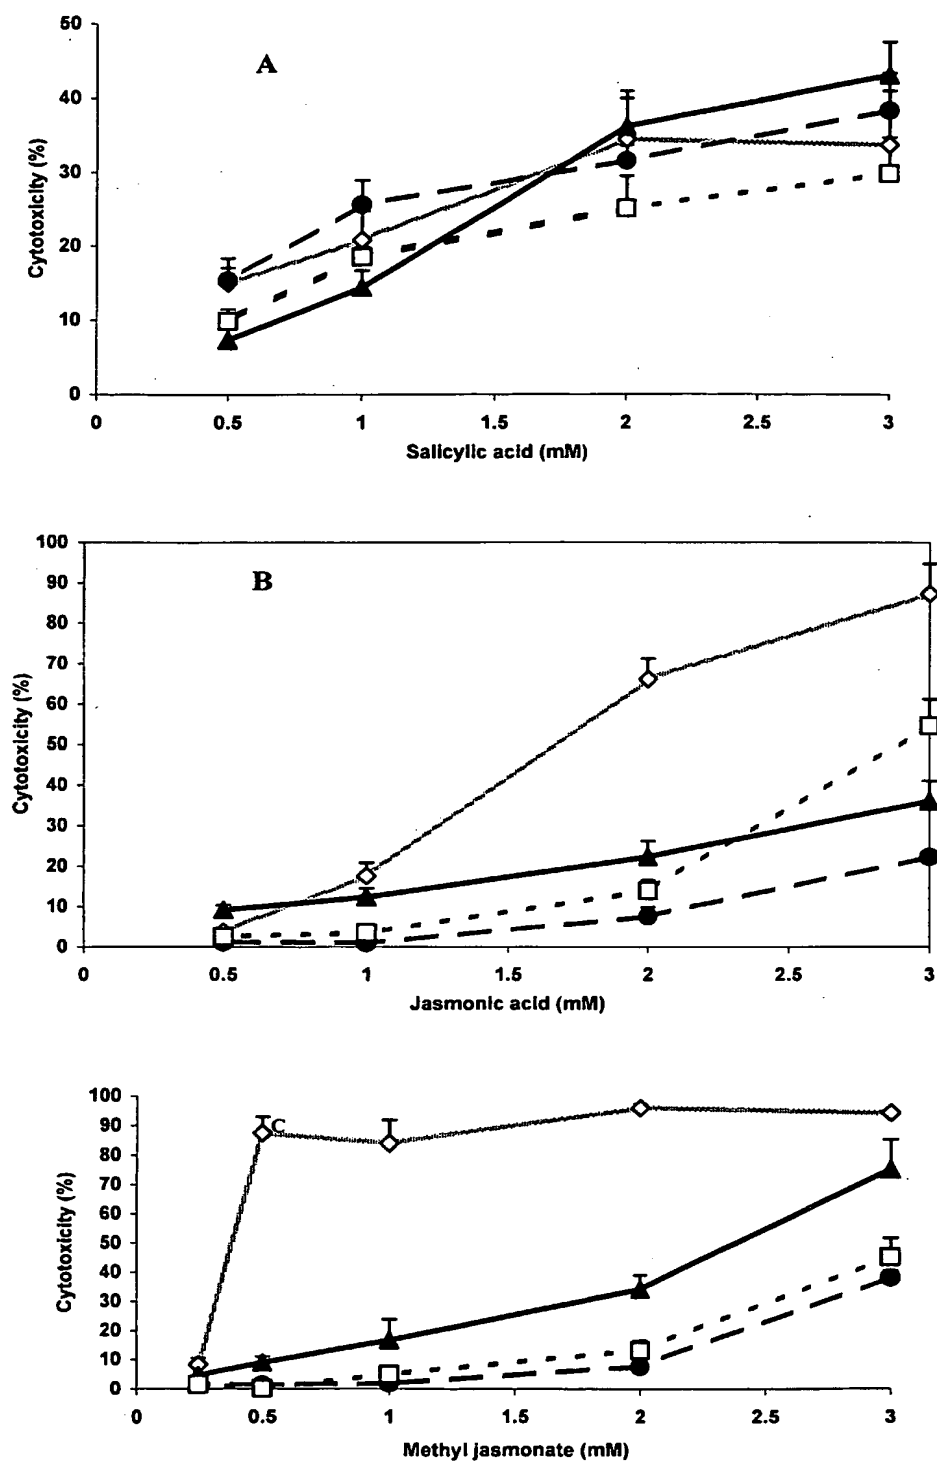 50
A
40
30
20
10
0
Cytotoxicity (%)
0 0.5 1 1.5 2 2.5 3
Salicylic acid (mM)
100
B
90
80
70
60
50
40
30
20
10
0
Cytotoxicity (%)
0 0.5 1 1.5 2 2.5 3
Jasmonic acid (mM)
100
90
C
80
70
60
50
40
30
20
10
0
Cytotoxicity (%)
0 0.5 1 1.5 2 2.5 3
Methyl jasmonate (mM)